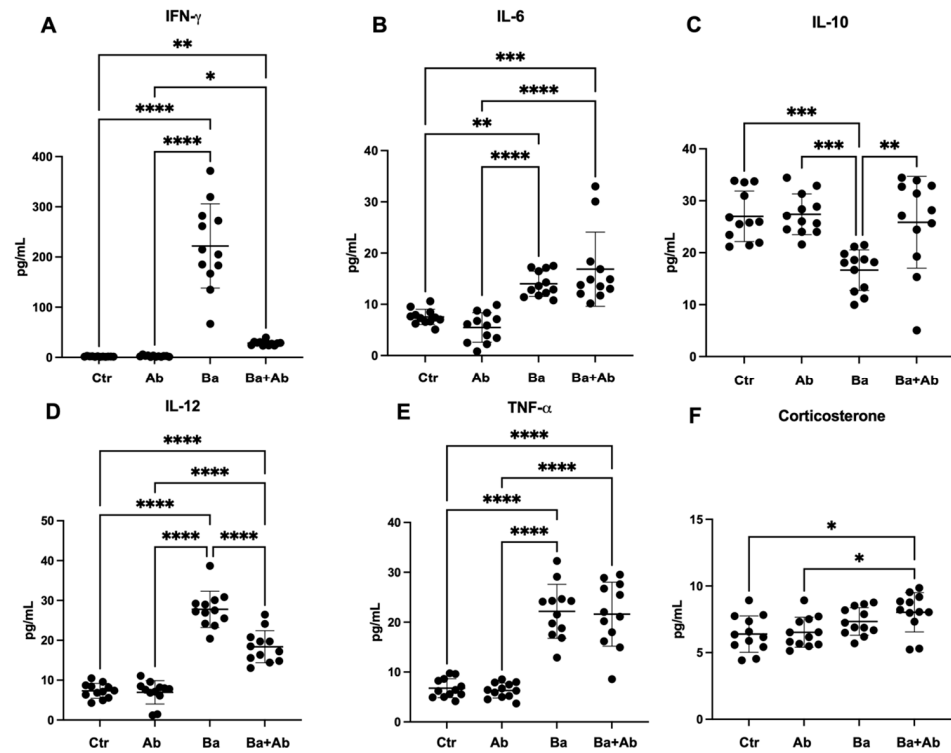 A
IFN-γ
**
*
****
****
pg/mL
400
300
200
100
0
Ctr Ab Ba Ba+Ab
B
IL-6
***
****
**
****
pg/mL
40
30
20
10
0
Ctr Ab Ba Ba+Ab
C
IL-10
***
*** **
pg/mL
40
30
20
10
0
Ctr Ab Ba Ba+Ab
D
IL-12
****
****
****
**** ****
pg/mL
50
40
30
20
10
0
Ctr Ab Ba Ba+Ab
E
TNF-α
****
****
****
****
pg/mL
40
30
20
10
0
Ctr Ab Ba Ba+Ab
F
Corticosterone
*
*
pg/mL
15
10
5
0
Ctr Ab Ba Ba+Ab